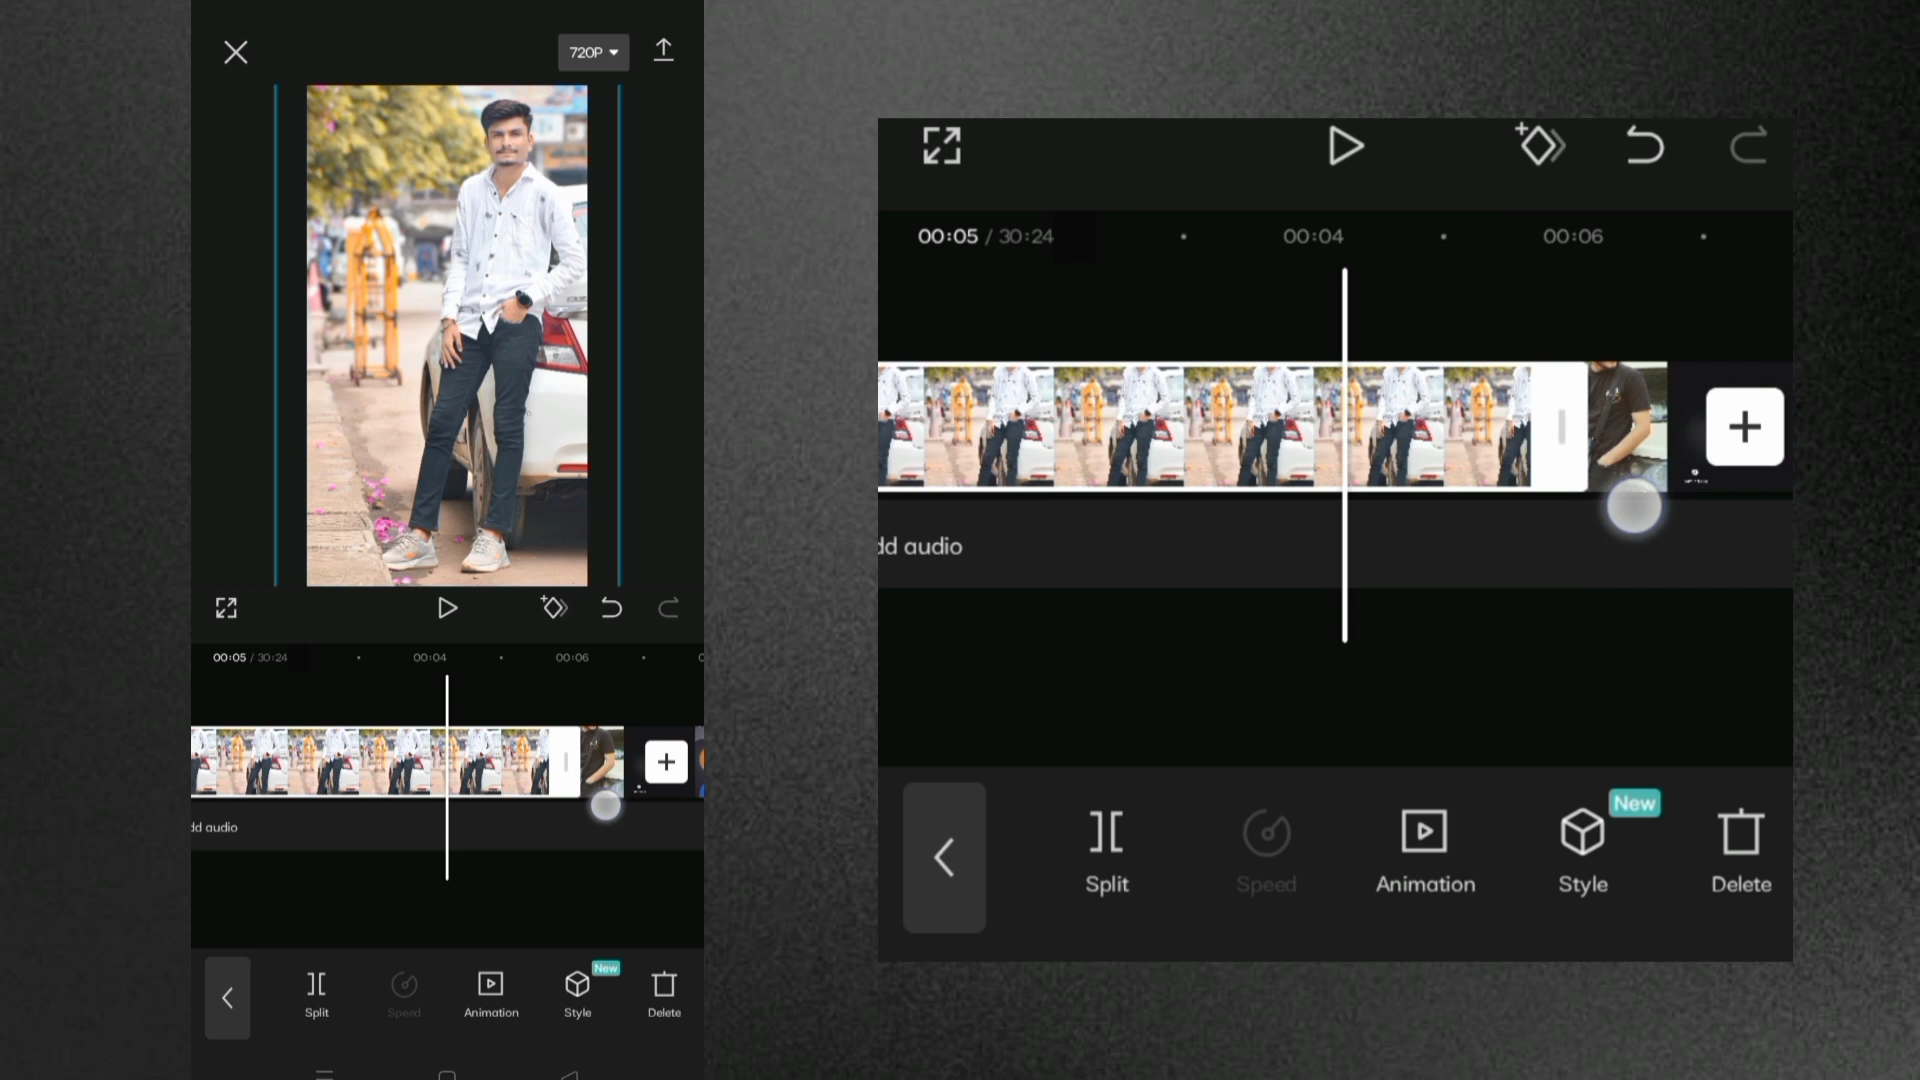 720P
00:05 / 30:24
00:04
00:06
dd audio
Split
Speed
Animation
Style
New
Delete
00:05 / 30:24
00:04
00:06
dd audio
Split
Speed
Animation
Style
New
Delete